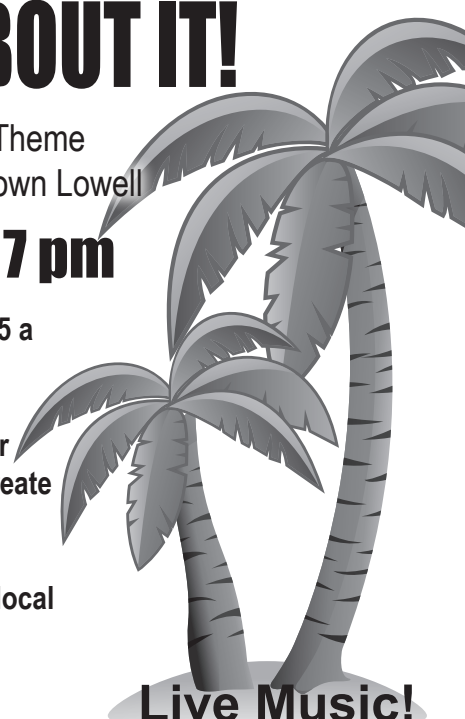 BOUT IT!
Theme
own Lowell
7 pm
5 a
r
eate
local
Live Music!